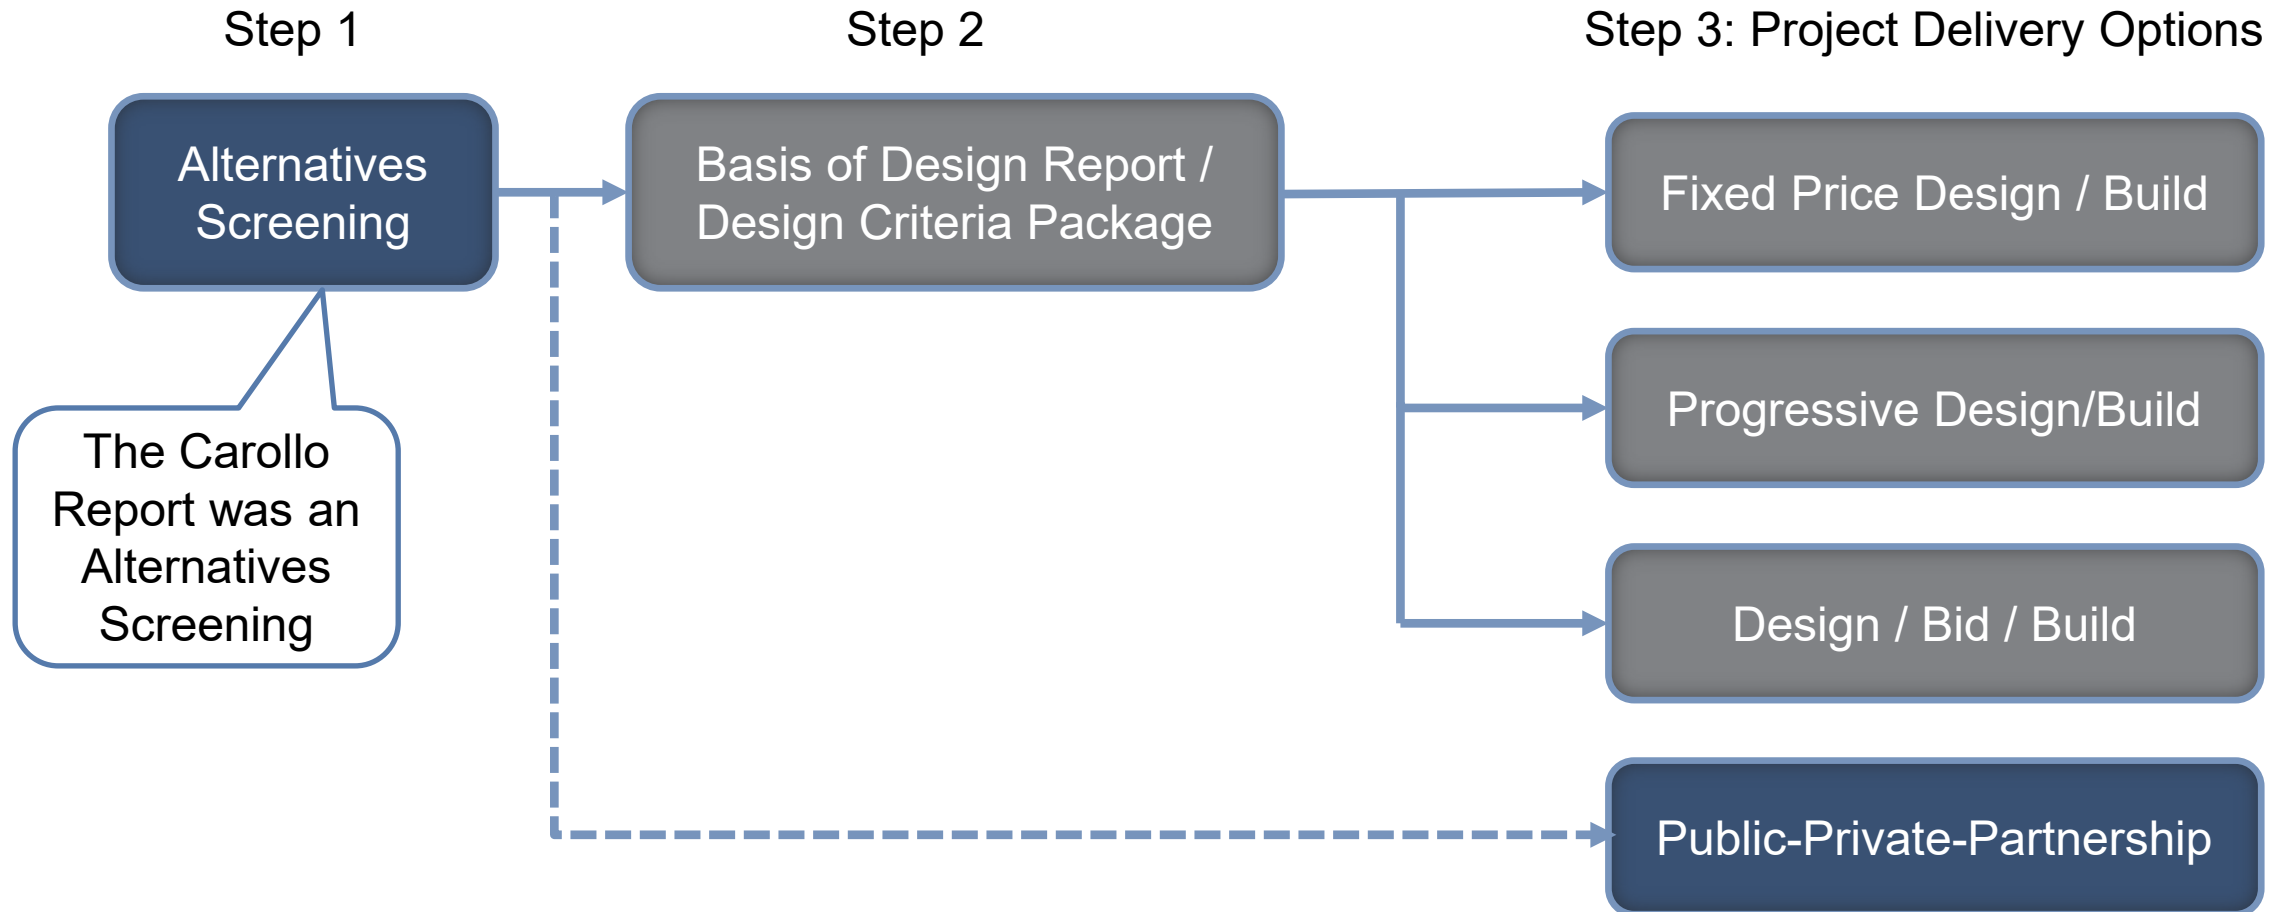 Step 1
Step 2
Step 3: Project Delivery Options
Alternatives
Screening
Basis of Design Report /
Design Criteria Package
Fixed Price Design / Build
Progressive Design/Build
The Carollo
Report was an
Alternatives
Screening
Design / Bid / Build
Public-Private-Partnership